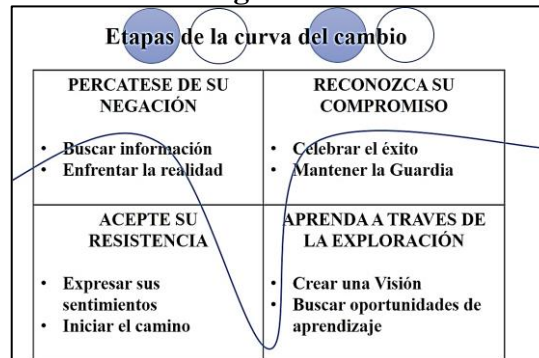 Etapas de la curva del cambio
PERCATESE DE SU
NEGACIÓN
• Buscar información
• Enfrentar la realidad
RECONOZCA SU
COMPROMISO
• Celebrar el éxito
• Mantener la Guardia
ACEPTE SU
RESISTENCIA
• Expresar sus
sentimientos
• Iniciar el camino
APRENDA A TRAVES DE
LA EXPLORACIÓN
• Crear una Visión
• Buscar oportunidades de
aprendizaje